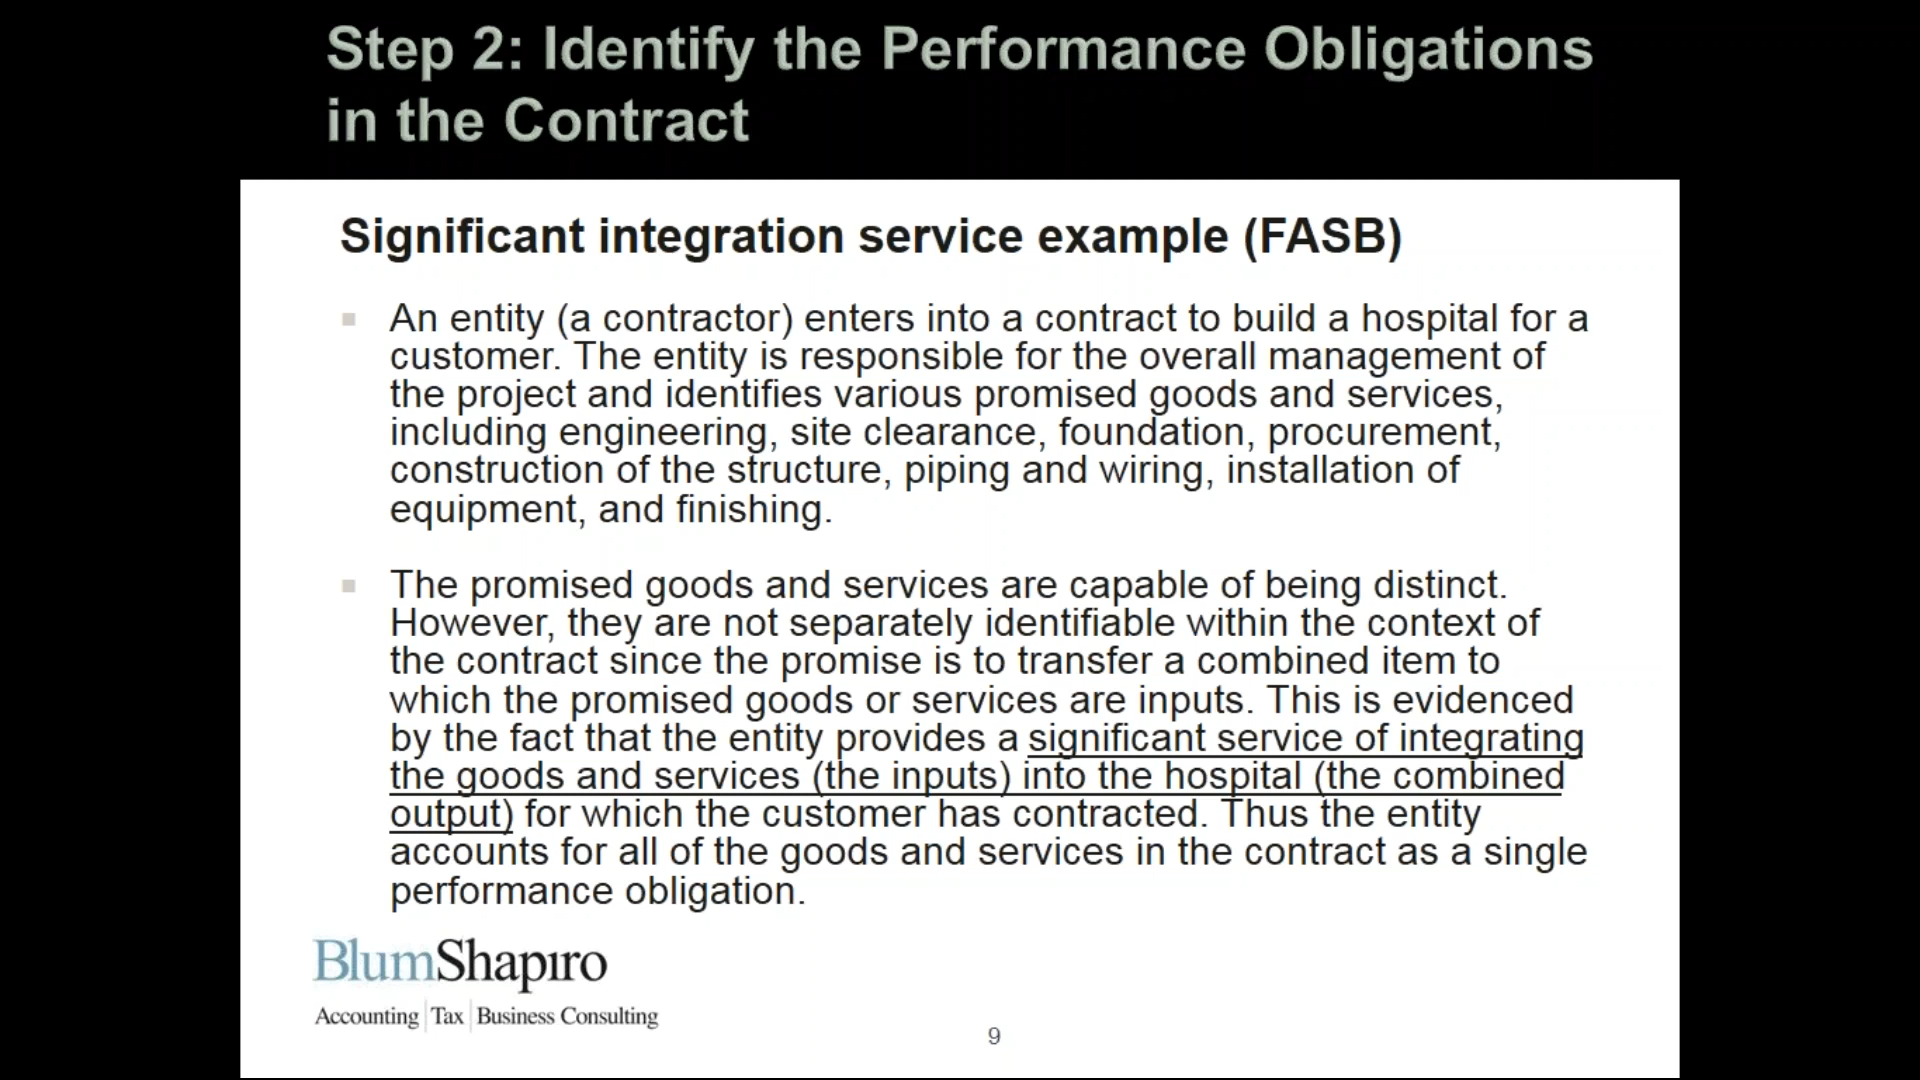 Step 2: Identify the Performance Obligations
in the Contract
Significant integration service example (FASB)
An entity (a contractor) enters into a contract to build a hospital for a
customer. The entity is responsible for the overall management of
the project and identifies various promised goods and services,
including engineering, site clearance, foundation, procurement,
construction of the structure, piping and wiring, installation of
equipment, and finishing.
The promised goods and services are capable of being distinct.
However, they are not separately identifiable within the context of
the contract since the promise is to transfer a combined item to
which the promised goods or services are inputs. This is evidenced
by the fact that the entity provides a significant service of integrating
the goods and services (the inputs) into the hospital (the combined
output) for which the customer has contracted. Thus the entity
accounts for all of the goods and services in the contract as a single
performance obligation.
BlumShapiro
Accounting | Tax | Business Consulting
9